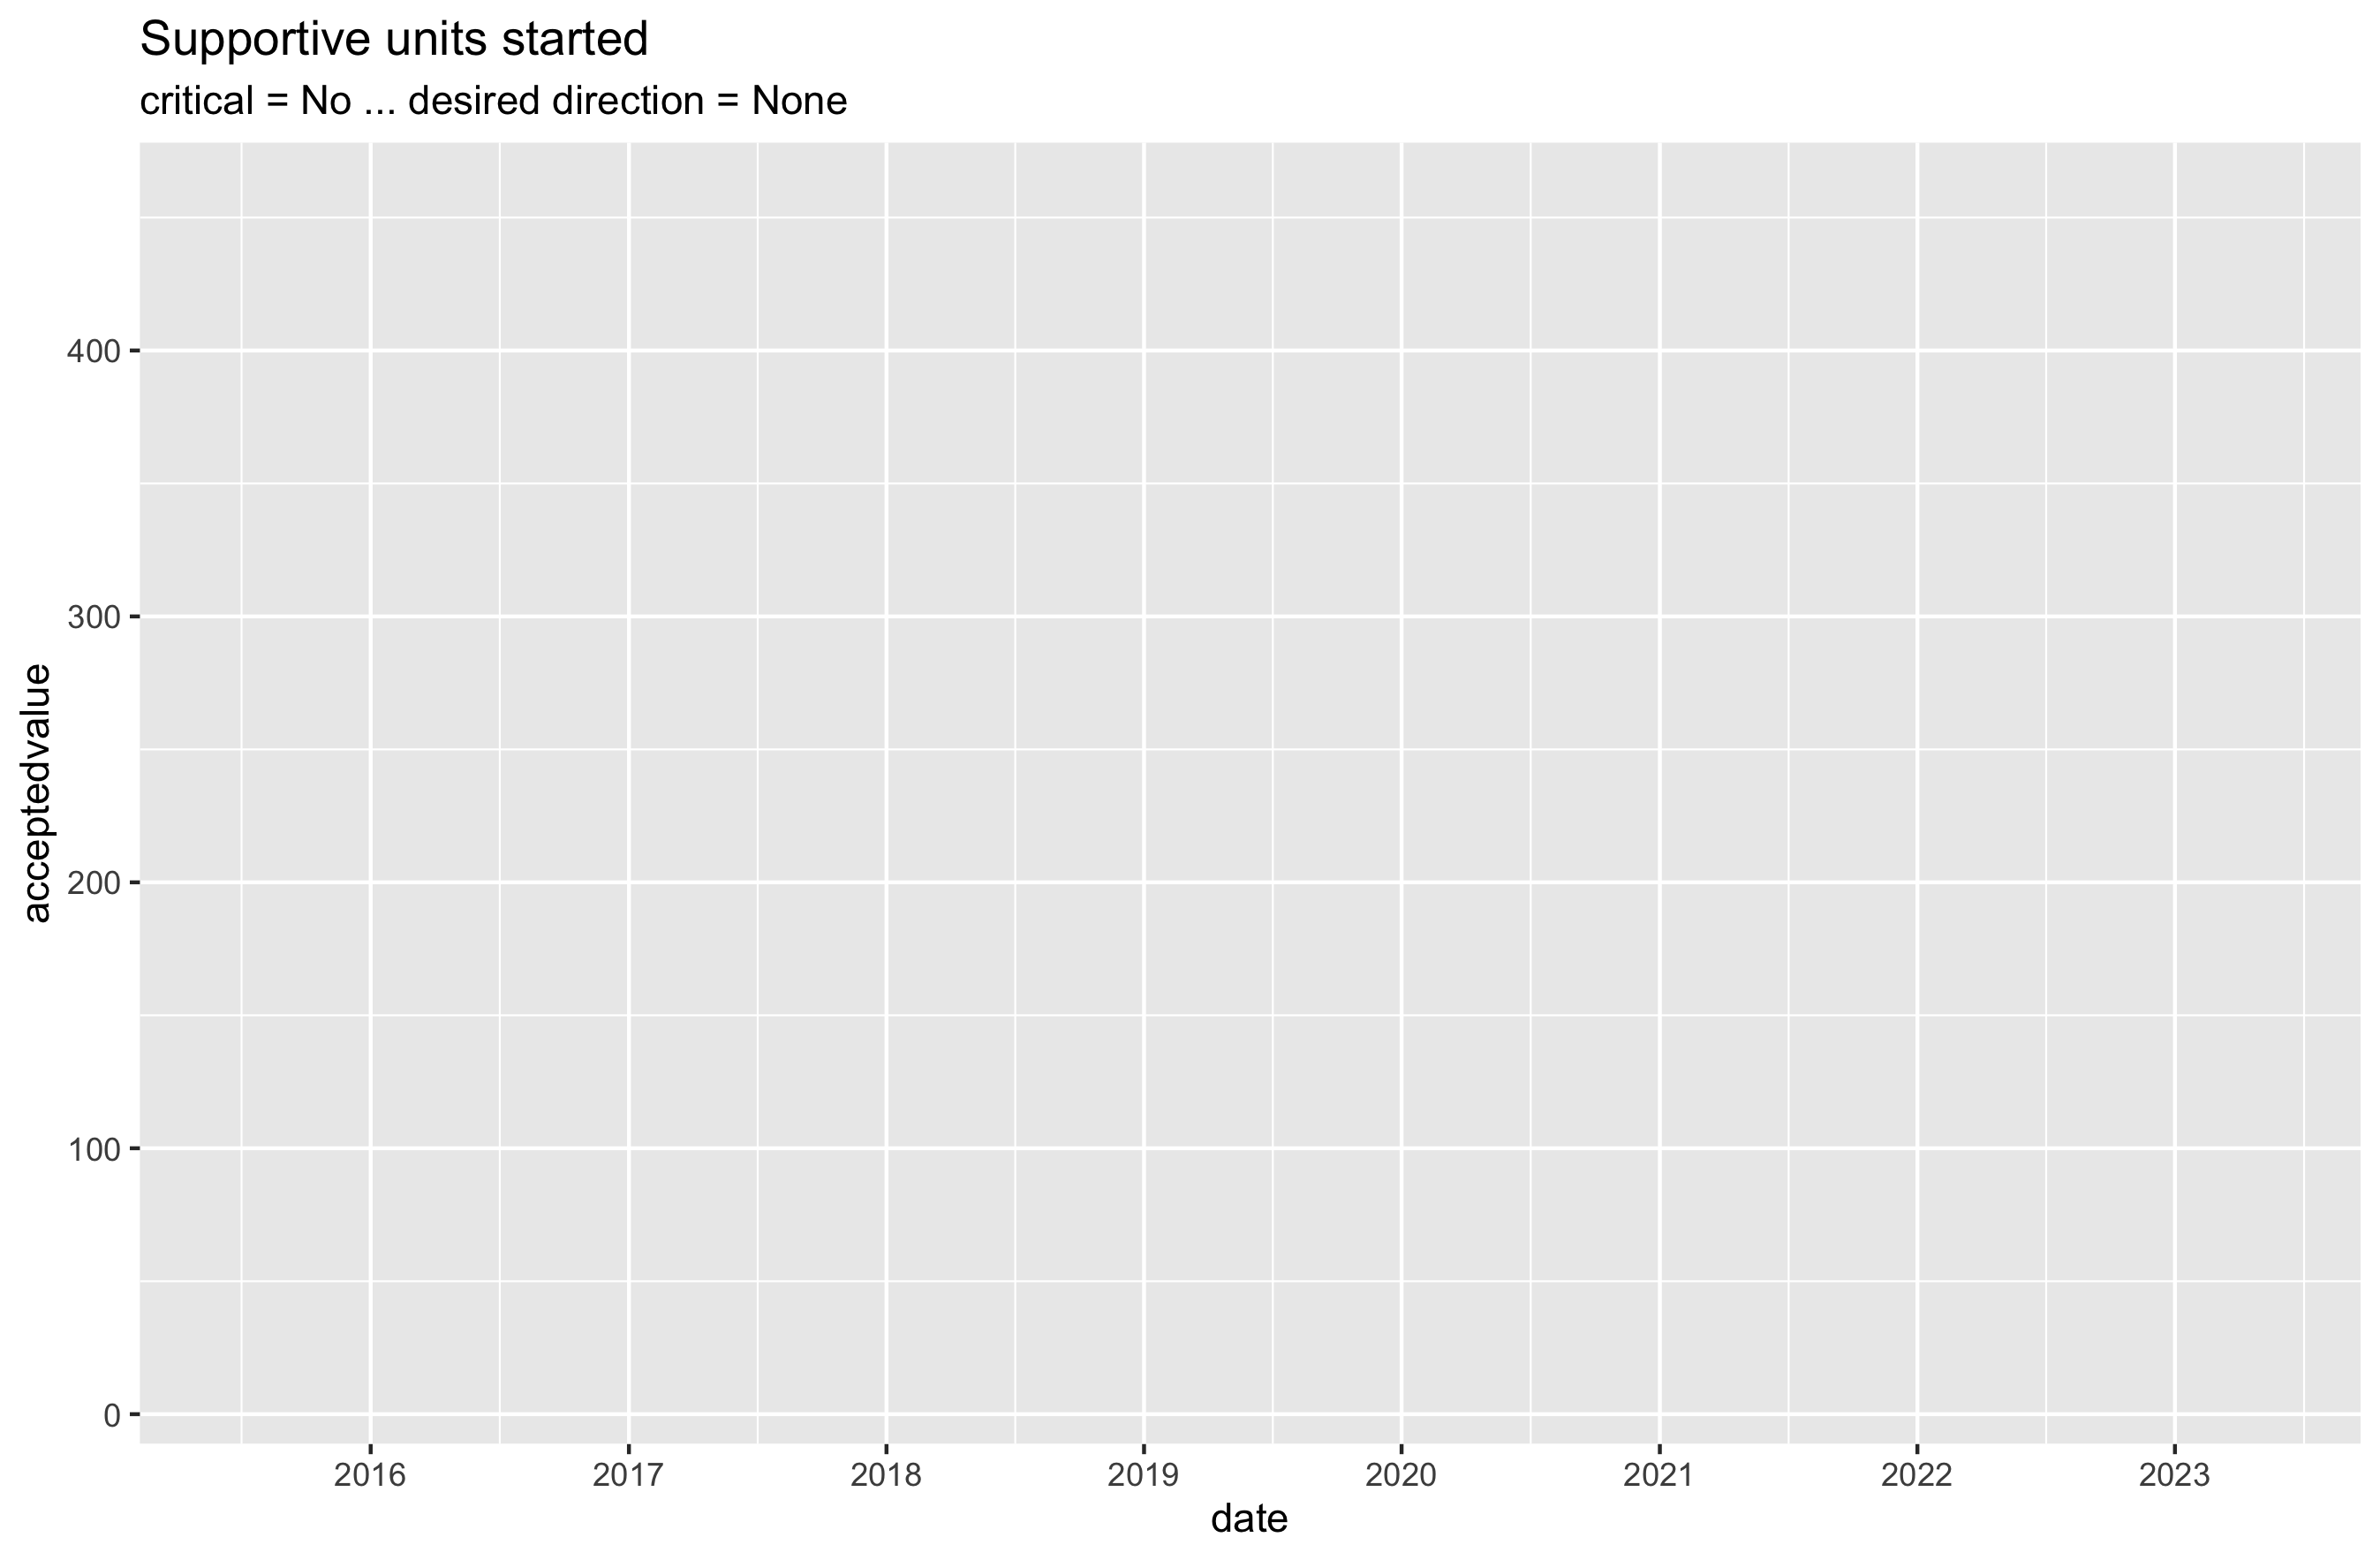 Supportive units started
critical = No ... desired direction = None
acceptedvalue
400
300
200
100
0
2016 2017 2018 2019 2020 2021 2022 2023
date